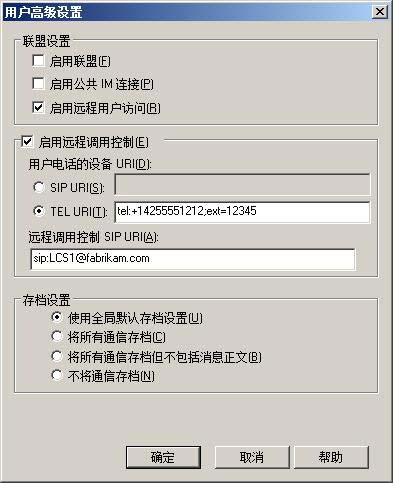 用户高级设置
联盟设置
启用联盟(F)
启用公共 IM 连接(P)
启用远程用户访问(R)
启用远程调用控制(E)
用户电话的设备 URI(D):
SIP URI(S):
TEL URI(T):
tel:+14255551212;ext=12345
远程调用控制 SIP URI(A):
sip:LCS1@fabrikam.com
存档设置
使用全局默认存档设置(U)
将所有通信存档(C)
将所有通信存档但不包括消息正文(B)
不将通信存档(N)
确定
取消
帮助